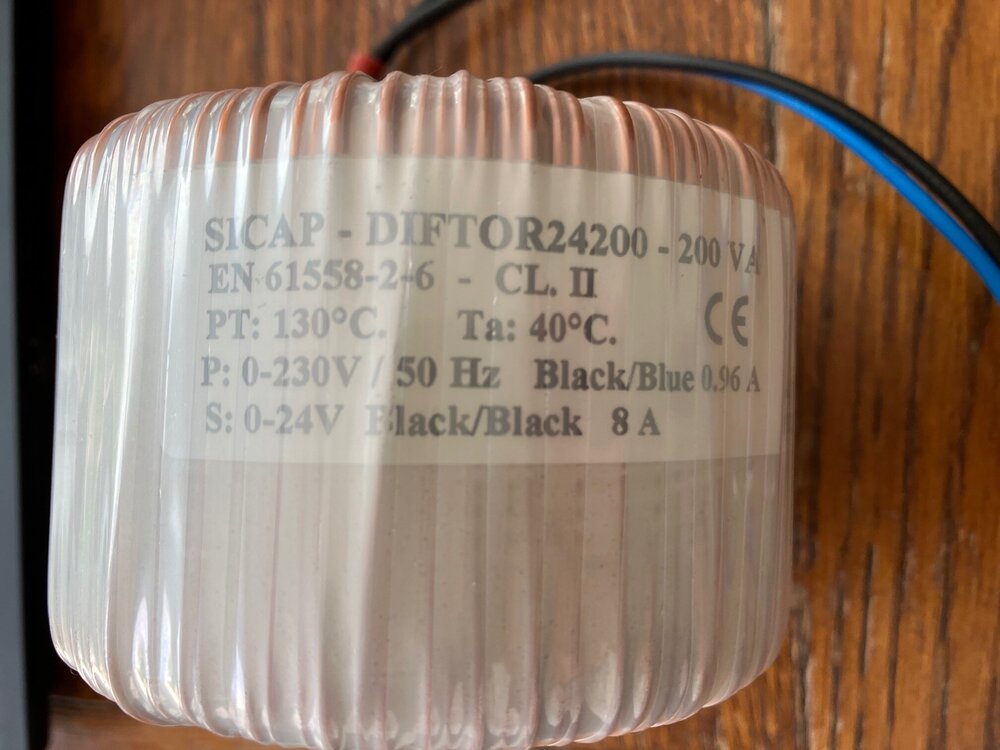 SICAP - DIFTOR24200 - 200 VA
EN 61558-2-6 - CL. II
PT: 130°C. Ta: 40°C. CE
P: 0-230V / 50 Hz Black/Blue 0.96 A
S: 0-24V Black/Black 8 A